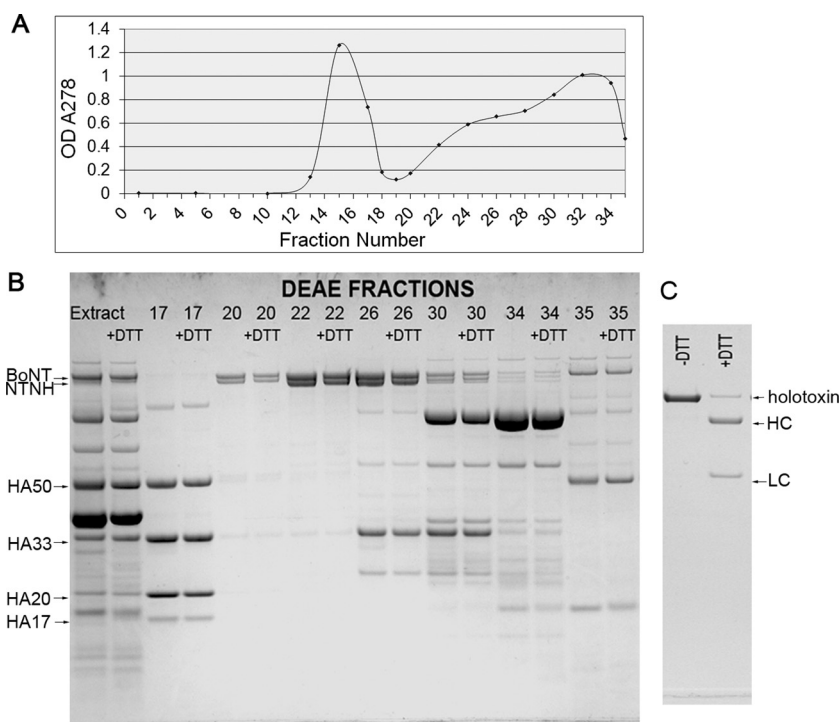 A
OD A278
1.4
1.2
1
0.8
0.6
0.4
0.2
0
0 2 4 6 8 10 12 14 16 18 20 22 24 26 28 30 32 34
Fraction Number
B
DEAE FRACTIONS
Extract 17 17 20 20 22 22 26 26 30 30 34 34 35 35
+DTT +DTT +DTT +DTT +DTT +DTT +DTT +DTT
BoNT
NTNH
HA50
HA33
HA20
HA17
C
-DTT +DTT
holotoxin
HC
LC